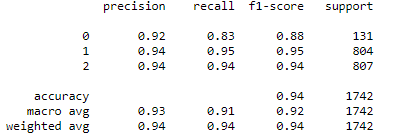 precision recall f1-score support
0 0.92 0.83 0.88 131
1 0.94 0.95 0.95 804
2 0.94 0.94 0.94 807
accuracy 0.94 1742
macro avg 0.93 0.91 0.92 1742
weighted avg 0.94 0.94 0.94 1742